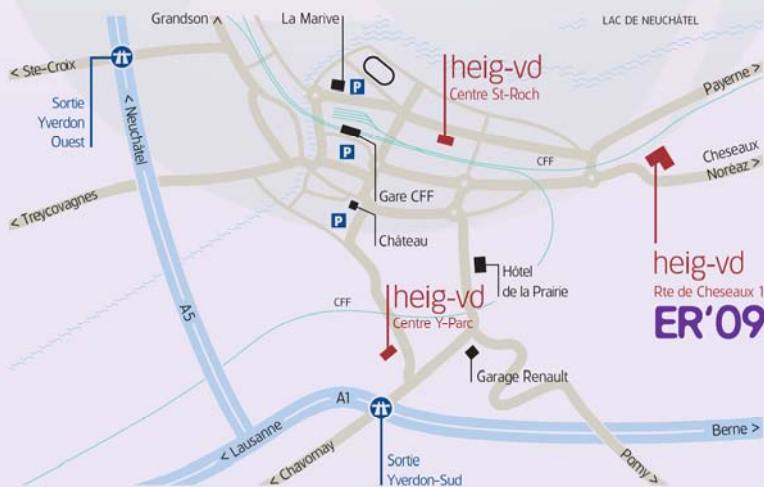 Grandson >
La Marive
LAC DE NEUCHÂTEL
< Ste-Croix
P
heig-vd
Centre St-Roch
Payerne >
Sortie
Yverdon
Ouest
< Neuchâtel
CFF
Cheseaux
Noréaz >
P
Gare CFF
< Treycovagnes
P
Château
heig-vd
Rte de Cheseaux 1
ER'09
Hôtel
de la Prairie
CFF
heig-vd
Centre Y-Parc
A5
Garage Renault
A1
< Lausanne
Berne >
< Chavornay
Pomy >
Sortie
Yverdon-Sud